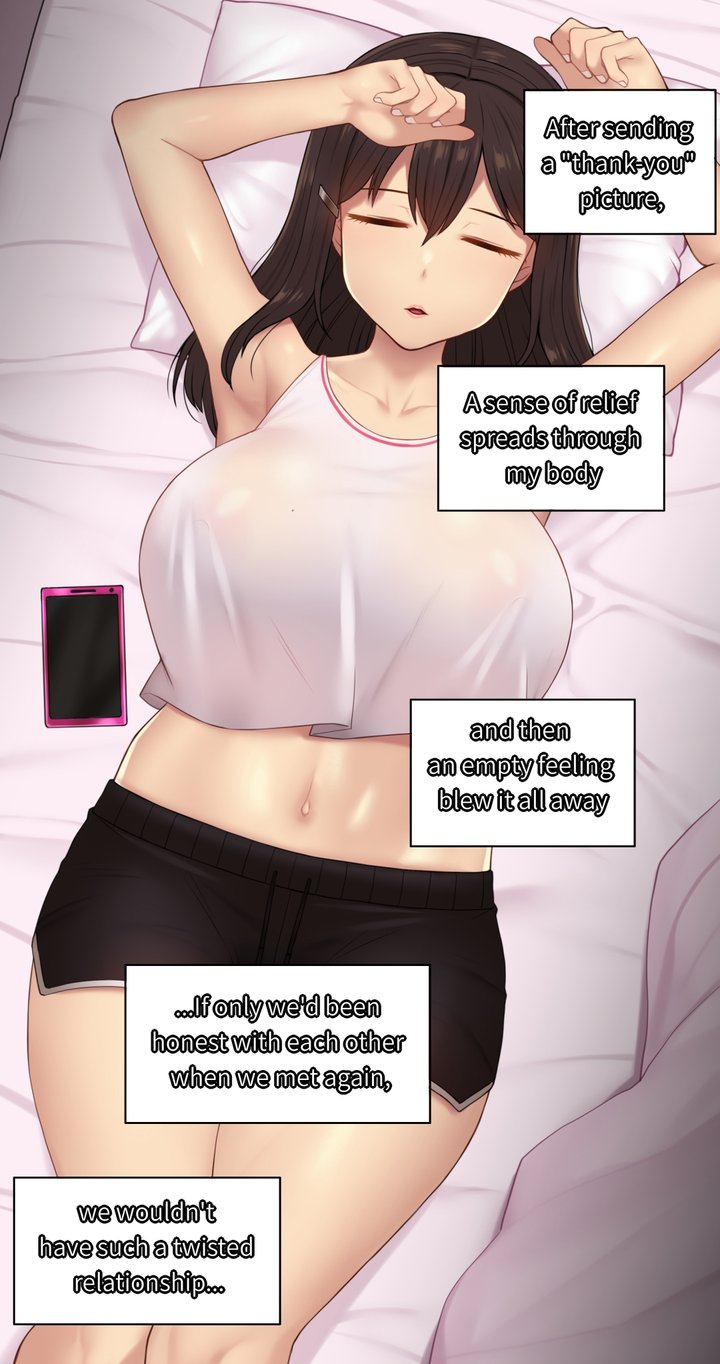 After sending
a "thank-you"
picture,
A sense of relief
spreads through
my body
and then
an empty feeling
blew it all away
...If only we'd been
honest with each other
when we met again,
we wouldn't
have such a twisted
relationship...